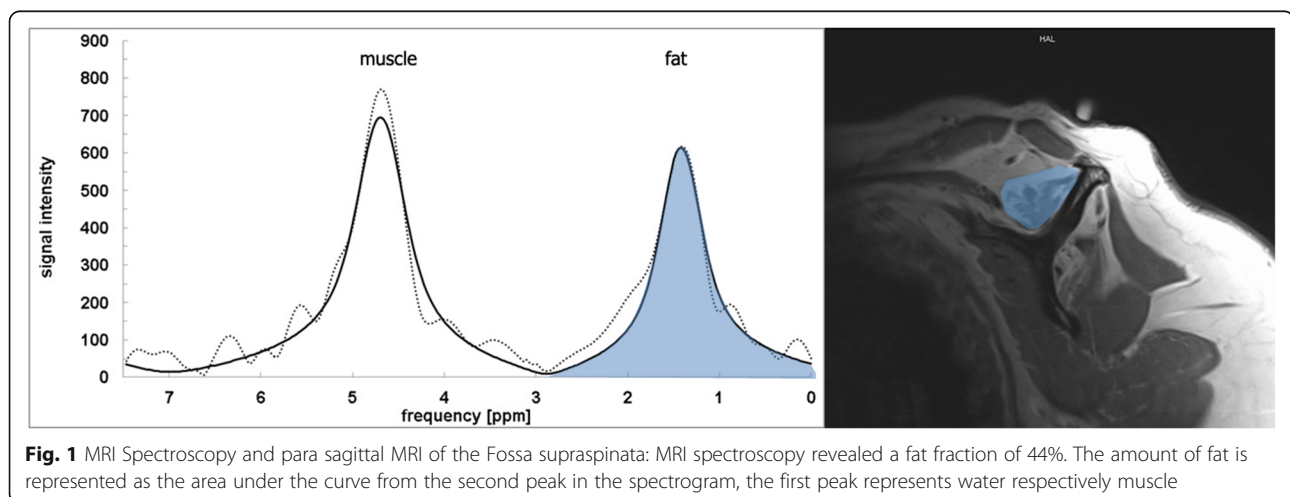 900
800
700
600
500
400
300
200
100
0
signal intensity
muscle
fat
7 6 5 4 3 2 1 0
frequency [ppm]
HAL
Fig. 1 MRI Spectroscopy and para sagittal MRI of the Fossa supraspinata: MRI spectroscopy revealed a fat fraction of 44%. The amount of fat is
represented as the area under the curve from the second peak in the spectrogram, the first peak represents water respectively muscle